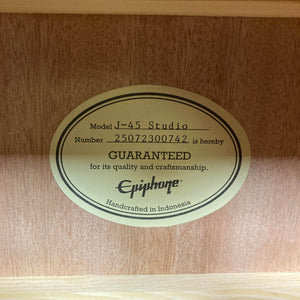 Model J-45 Studio
Number 25072300742 is hereby
GUARANTEED
for its quality and craftsmanship.
Epiphone
Handcrafted in Indonesia